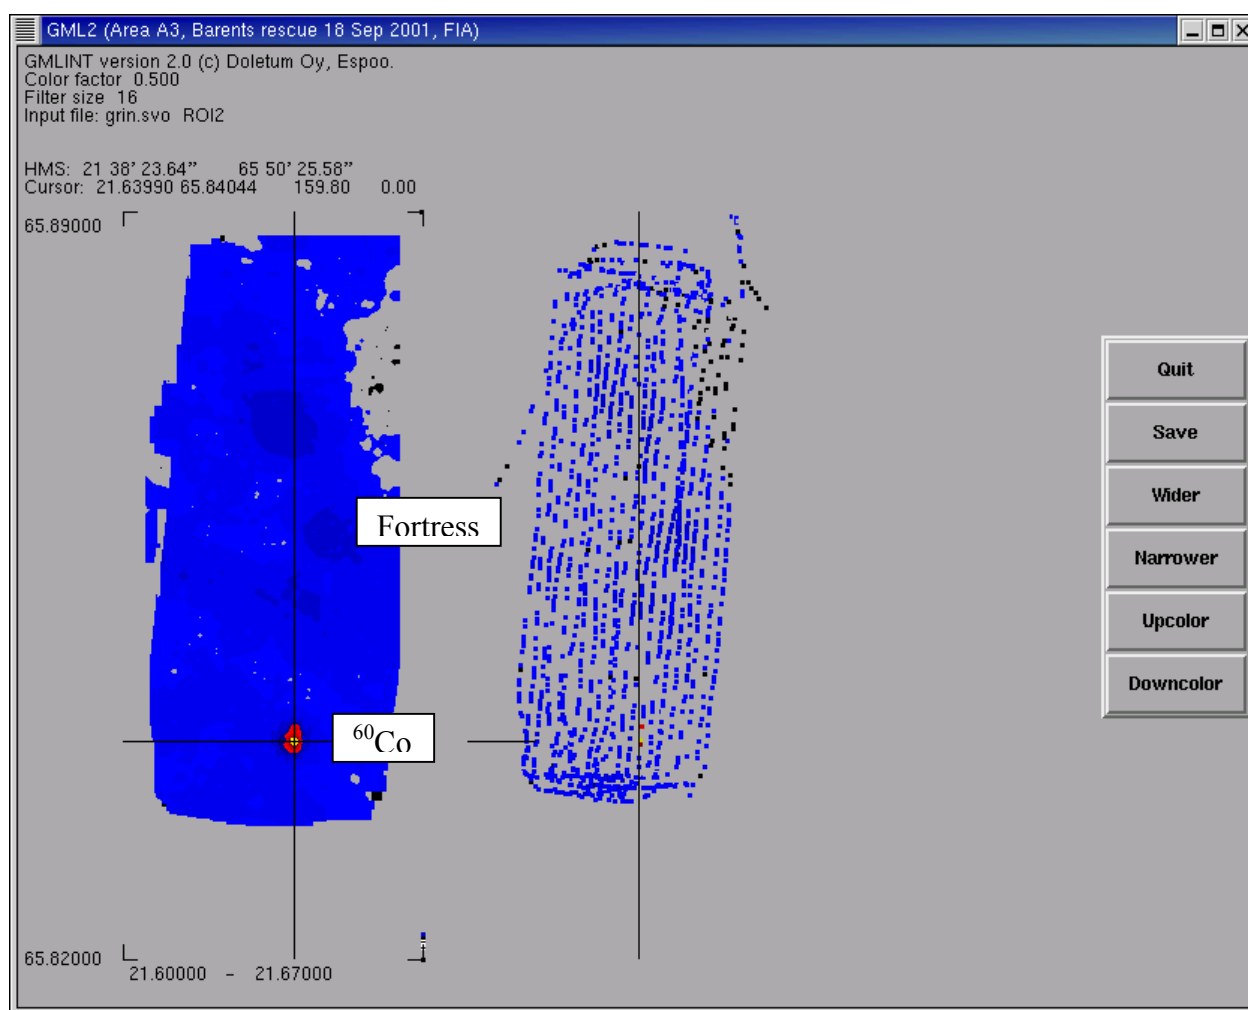 GML2 (Area A3, Barents rescue 18 Sep 2001, FIA)
GMLINT version 2.0 (c) Doletum Oy, Espoo.
Color factor 0.500
Filter size 16
Input file: grin.svo ROI2
HMS: 21 38' 23.64" 65 50' 25.58"
Cursor: 21.63990 65.84044 159.80 0.00
65.89000
Fortress
⁶⁰Co
65.82000
21.60000 - 21.67000
Quit
Save
Wider
Narrower
Upcolor
Downcolor